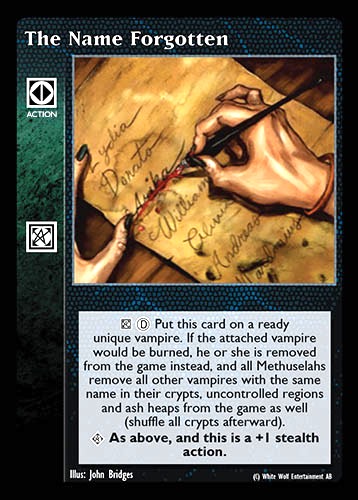 The Name Forgotten
ACTION
Lydia
Donato
Anika
William
Gemini
Andreas
D Put this card on a ready
unique vampire. If the attached vampire
would be burned, he or she is removed
from the game instead, and all Methuselahs
remove all other vampires with the same
name in their crypts, uncontrolled regions
and ash heaps from the game as well
(shuffle all crypts afterward).
As above, and this is a +1 stealth
action.
Illus: John Bridges
(C) White Wolf Entertainment AB